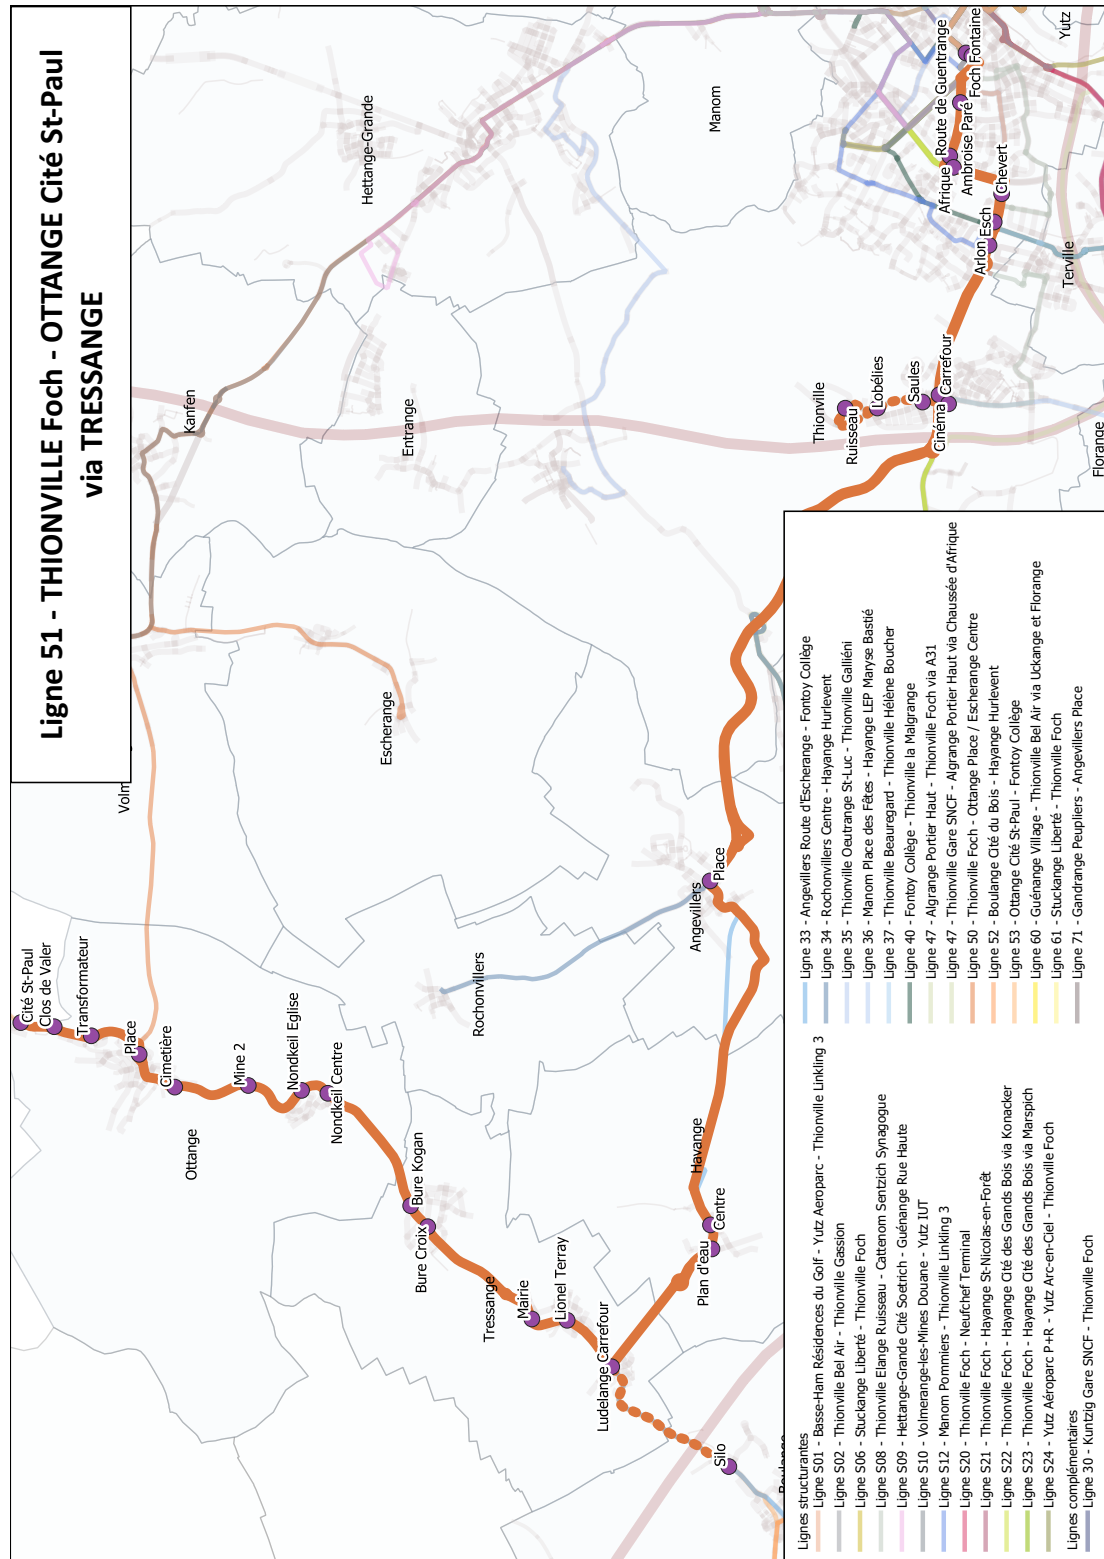 Ligne 51 - THIONVILLE Foch - OTTANGE Cité St-Paul
via TRESSANGE
Cité St-Paul
Clos de Valer
Transformateur
Place
Cimetière
Mine 2
Nondkeil Eglise
Nondkeil Centre
Ottange
Bure Kogan
Bure Croix
Tressange
Mairie
Lionel Terray
Ludelange Carrefour
Silo
Plan d'eau
Centre
Havange
Rochonvillers
Angevillers
Place
Escherange
Volm
Kanfen
Entrange
Hettange-Grande
Manom
Yutz
Thionville
Ruisseau
Lobélies
Saules
Cinéma
Carrefour
Florange
Terville
Arlon
Esch
Chevert
Afrique
Route de Guentrange
Ambroise Paré
Foch
Fontaine
Lignes structurantes
Ligne S01 - Basse-Ham Résidences du Golf - Yutz Aeroparc - Thionville Linkling 3
Ligne S02 - Thionville Bel Air - Thionville Gassion
Ligne S06 - Stuckange Liberté - Thionville Foch
Ligne S08 - Thionville Elange Ruisseau - Cattenom Sentzich Synagogue
Ligne S09 - Hettange-Grande Cité Soetrich - Guénange Rue Haute
Ligne S10 - Volmerange-les-Mines Douane - Yutz IUT
Ligne S12 - Manom Pommiers - Thionville Linkling 3
Ligne S20 - Thionville Foch - Neufchef Terminal
Ligne S21 - Thionville Foch - Hayange St-Nicolas-en-Forêt
Ligne S22 - Thionville Foch - Hayange Cité des Grands Bois via Konacker
Ligne S23 - Thionville Foch - Hayange Cité des Grands Bois via Marspich
Ligne S24 - Yutz Aéroparc P+R - Yutz Arc-en-Ciel - Thionville Foch
Lignes complémentaires
Ligne 30 - Kuntzig Gare SNCF - Thionville Foch
Ligne 33 - Angevillers Route d'Escherange - Fontoy Collège
Ligne 34 - Rochonvillers Centre - Hayange Hurlevent
Ligne 35 - Thionville Oeutrange St-Luc - Thionville Galliéni
Ligne 36 - Manom Place des Fêtes - Hayange LEP Maryse Bastié
Ligne 37 - Thionville Beauregard - Thionville Hélène Boucher
Ligne 40 - Fontoy Collège - Thionville la Malgrange
Ligne 47 - Algrange Portier Haut - Thionville Foch via A31
Ligne 47 - Thionville Gare SNCF - Algrange Portier Haut via Chaussée d'Afrique
Ligne 50 - Thionville Foch - Ottange Place / Escherange Centre
Ligne 52 - Boulange Cité du Bois - Hayange Hurlevent
Ligne 53 - Ottange Cité St-Paul - Fontoy Collège
Ligne 60 - Guénange Village - Thionville Bel Air via Uckange et Florange
Ligne 61 - Stuckange Liberté - Thionville Foch
Ligne 71 - Gandrange Peupliers - Angevillers Place